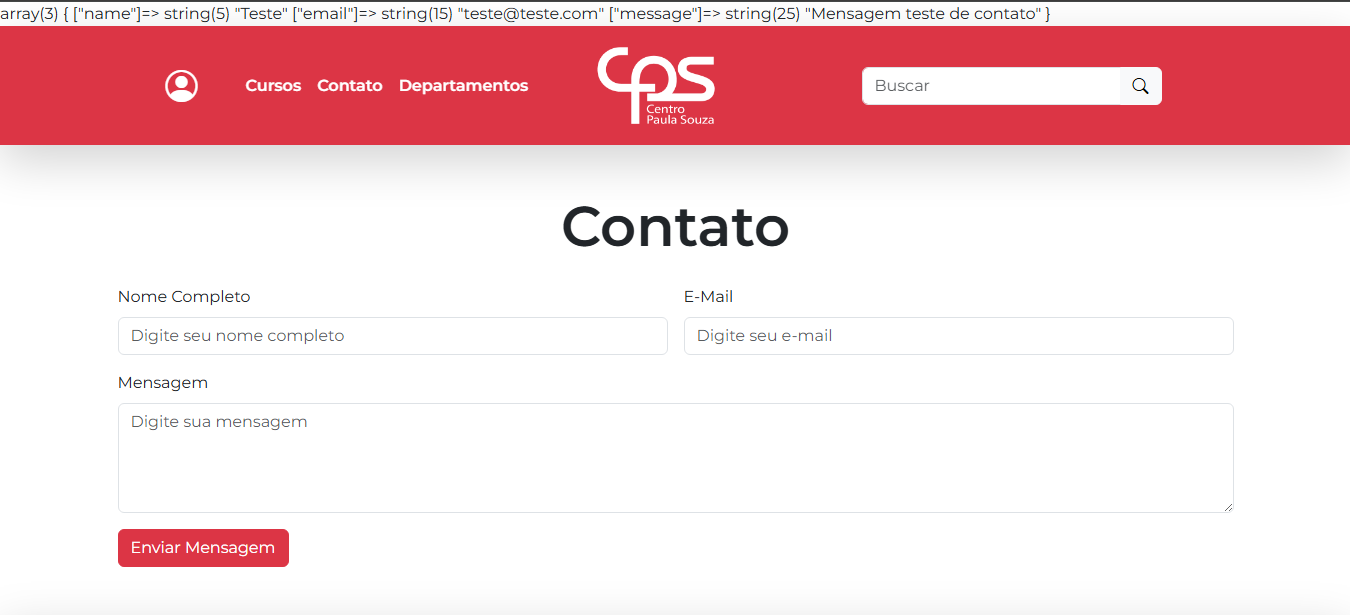 array(3) { ["name"]=> string(5) "Teste" ["email"]=> string(15) "teste@teste.com" ["message"]=> string(25) "Mensagem teste de contato" }
Cursos Contato Departamentos
cps
Centro
Paula Souza
Buscar
Contato
Nome Completo
E-Mail
Digite seu nome completo
Digite seu e-mail
Mensagem
Digite sua mensagem
Enviar Mensagem